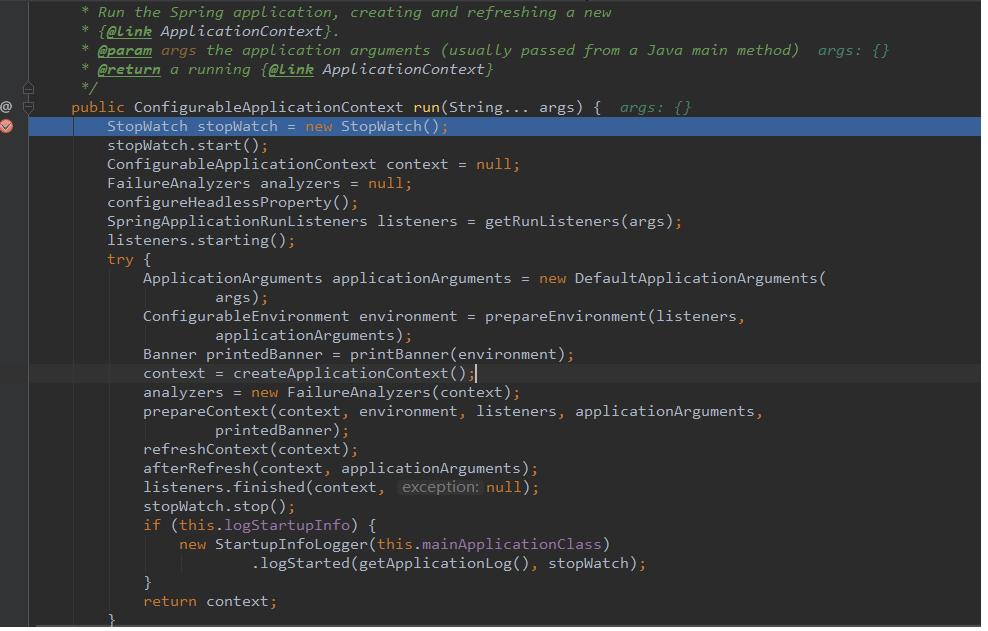 * Run the Spring application, creating and refreshing a new
* {@link ApplicationContext}.
* @param args the application arguments (usually passed from a Java main method)  args: {}
* @return a running {@link ApplicationContext}
*/
@ public ConfigurableApplicationContext run(String... args) {  args: {}
StopWatch stopWatch = new StopWatch();
stopWatch.start();
ConfigurableApplicationContext context = null;
FailureAnalyzers analyzers = null;
configureHeadlessProperty();
SpringApplicationRunListeners listeners = getRunListeners(args);
listeners.starting();
try {
ApplicationArguments applicationArguments = new DefaultApplicationArguments(
args);
ConfigurableEnvironment environment = prepareEnvironment(listeners,
applicationArguments);
Banner printedBanner = printBanner(environment);
context = createApplicationContext();
analyzers = new FailureAnalyzers(context);
prepareContext(context, environment, listeners, applicationArguments,
printedBanner);
refreshContext(context);
afterRefresh(context, applicationArguments);
listeners.finished(context, exception: null);
stopWatch.stop();
if (this.logStartupInfo) {
new StartupInfoLogger(this.mainApplicationClass)
.logStarted(getApplicationLog(), stopWatch);
}
return context;
}